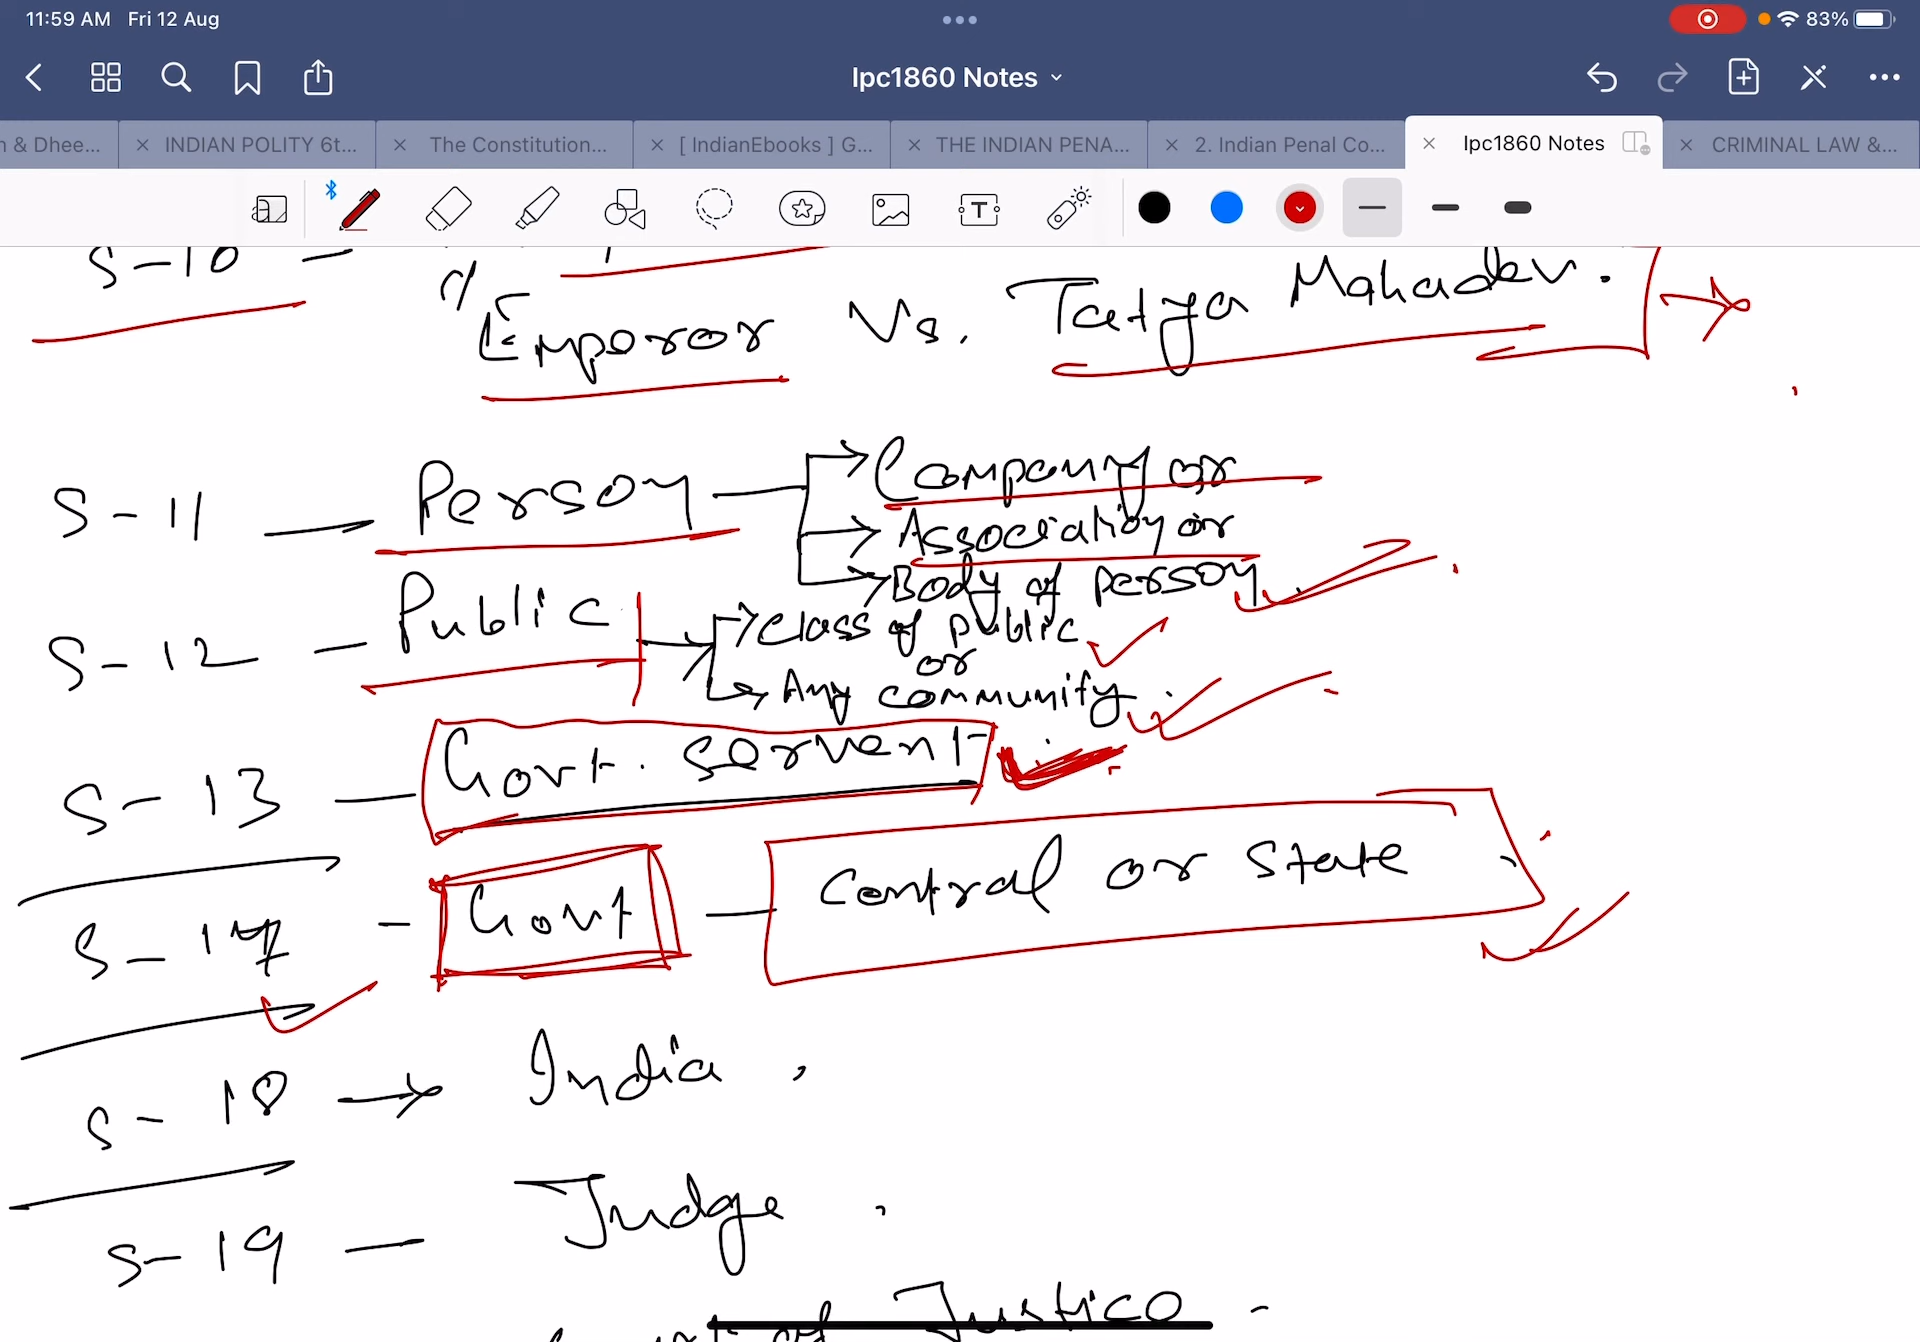 11:59 AM Fri 12 Aug
83%
Ipc1860 Notes
n & Dhee...
INDIAN POLITY 6t...
The Constitution...
[ IndianEbooks ] G...
THE INDIAN PENA...
2. Indian Penal Co...
Ipc1860 Notes
CRIMINAL LAW &...
S-10 -
Emperor Vs. Tatya Mahadev.
S-11 — Person → Company or
→ Association or
→ Body of person.
S-12 — Public → Class of public
or
→ Any community.
S-13 — Govt. servent.
S-17 - Govt — Central or State
S-18 → India.
S-19 — Judge.
of Justice -